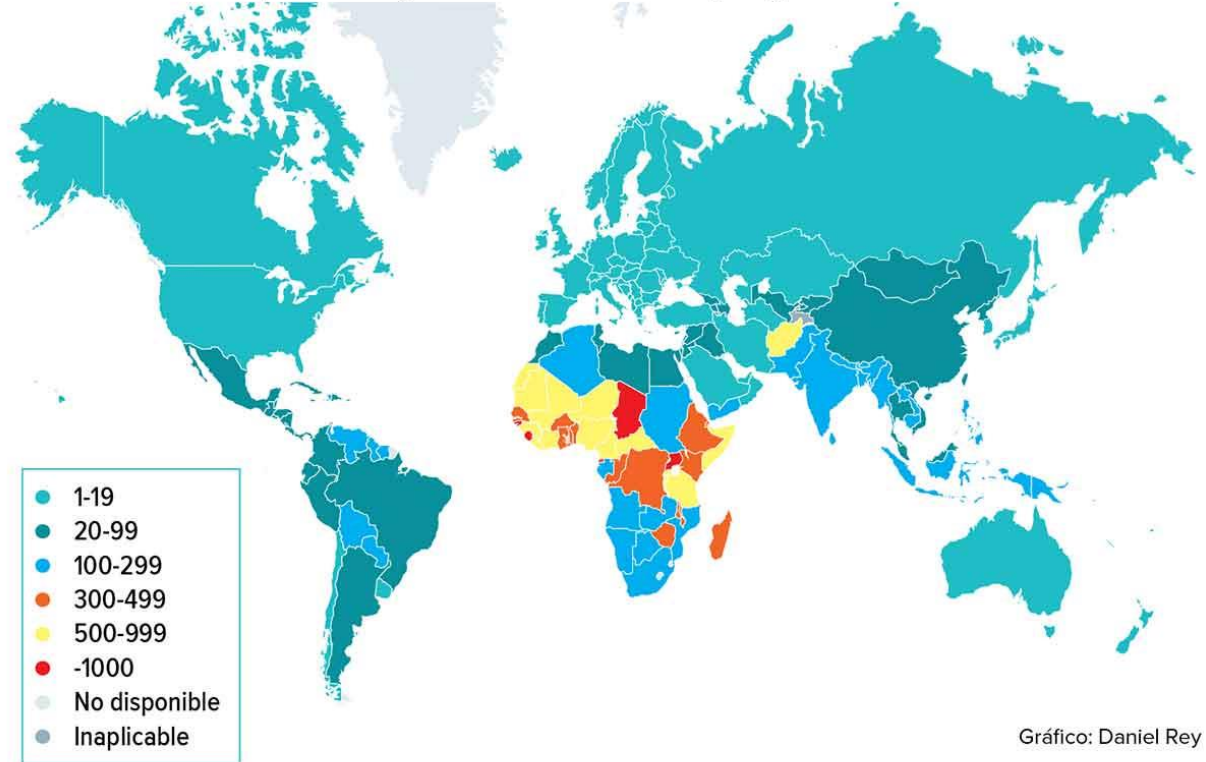 1-19
20-99
100-299
300-499
500-999
-1000
No disponible
Inaplicable
Gráfico: Daniel Rey